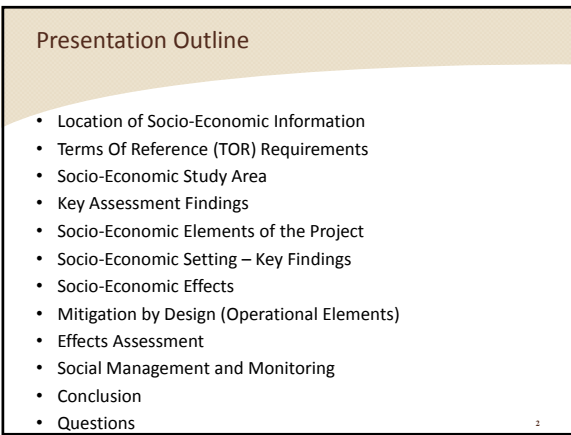 Presentation Outline
• Location of Socio-Economic Information
• Terms Of Reference (TOR) Requirements
• Socio-Economic Study Area
• Key Assessment Findings
• Socio-Economic Elements of the Project
• Socio-Economic Setting – Key Findings
• Socio-Economic Effects
• Mitigation by Design (Operational Elements)
• Effects Assessment
• Social Management and Monitoring
• Conclusion
• Questions
2